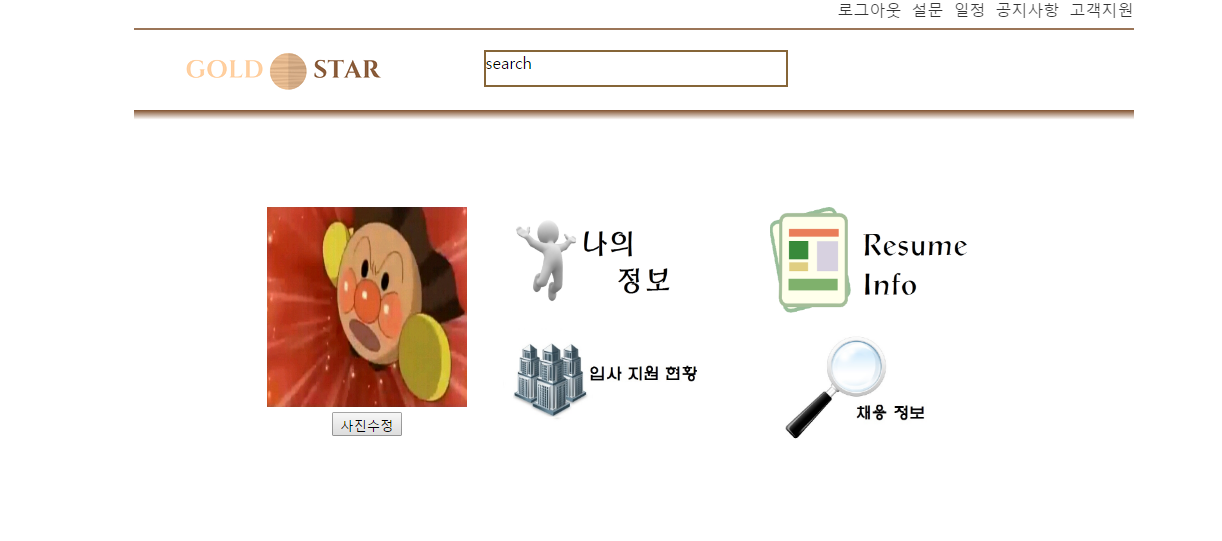 로그아웃 설문 일정 공지사항 고객지원
GOLD STAR
search
나의
정보
Resume
Info
입사 지원 현황
채용 정보
사진수정